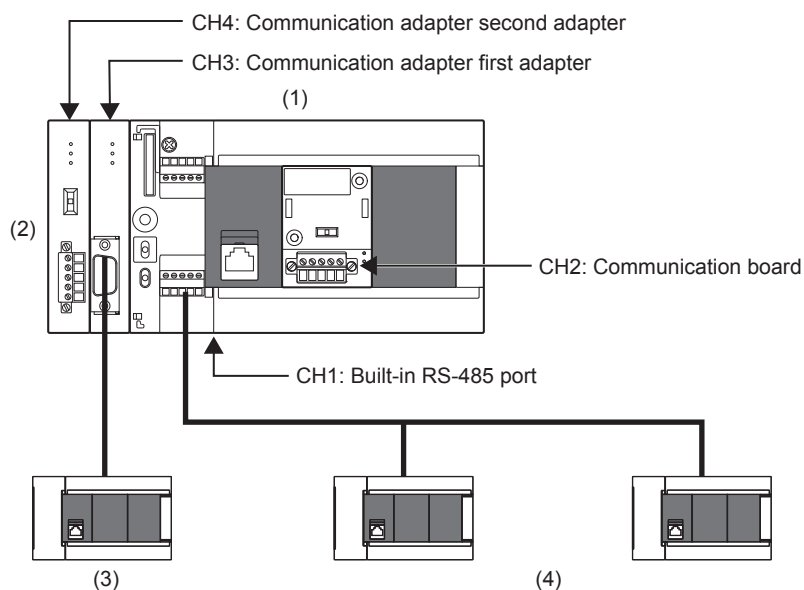 CH4: Communication adapter second adapter
CH3: Communication adapter first adapter
(1)
(2)
CH2: Communication board
CH1: Built-in RS-485 port
(3)
(4)